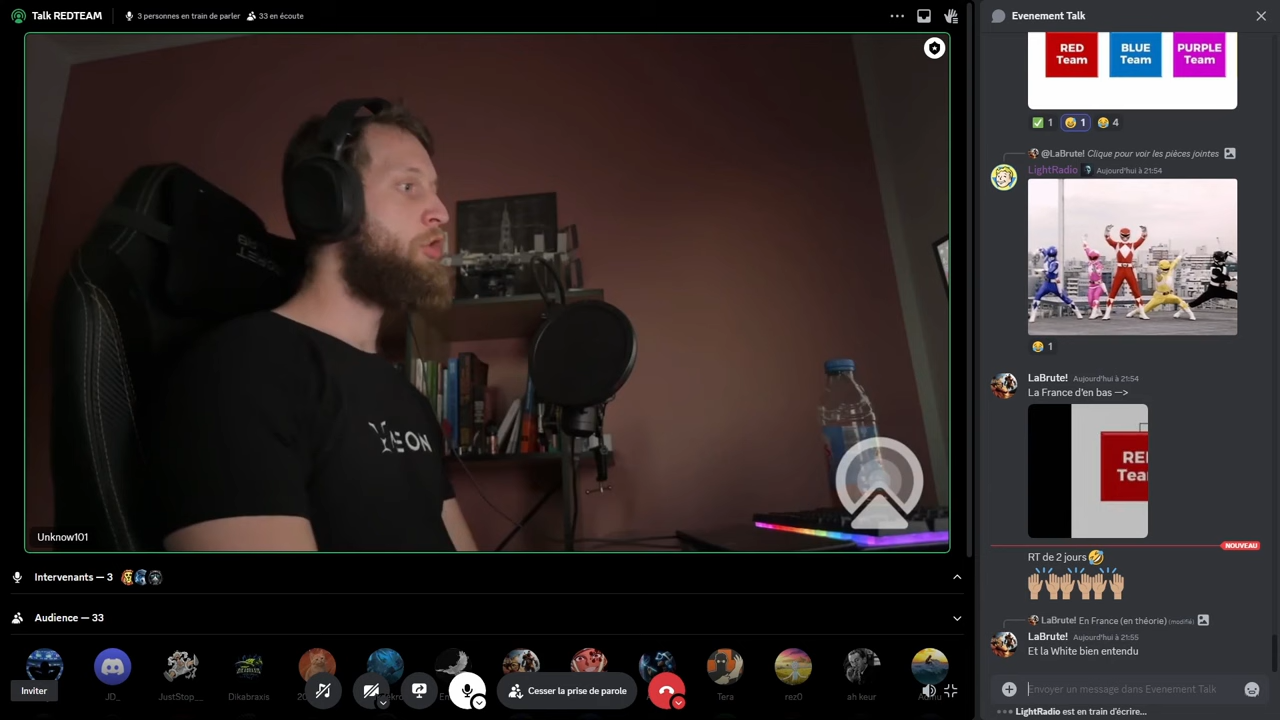 Talk REDTEAM
3 personnes en train de parler
33 en écoute
Unknow101
Intervenants — 3
Audience — 33
JD_
JustStop_
Dikabraxis
Tera
rez0
ah keur
Inviter
Cesser la prise de parole
Evenement Talk
RED Team
BLUE Team
PURPLE Team
1
1
4
@LaBrute! Clique pour voir les pièces jointes
LightRadio Aujourd'hui à 21:54
1
LaBrute! Aujourd'hui à 21:54
La France d'en bas —>
NOUVEAU
RT de 2 jours
LaBrute! En France (en théorie) (modifié)
LaBrute! Aujourd'hui à 21:55
Et la White bien entendu
Envoyer un message dans Evenement Talk
LightRadio est en train d'écrire...